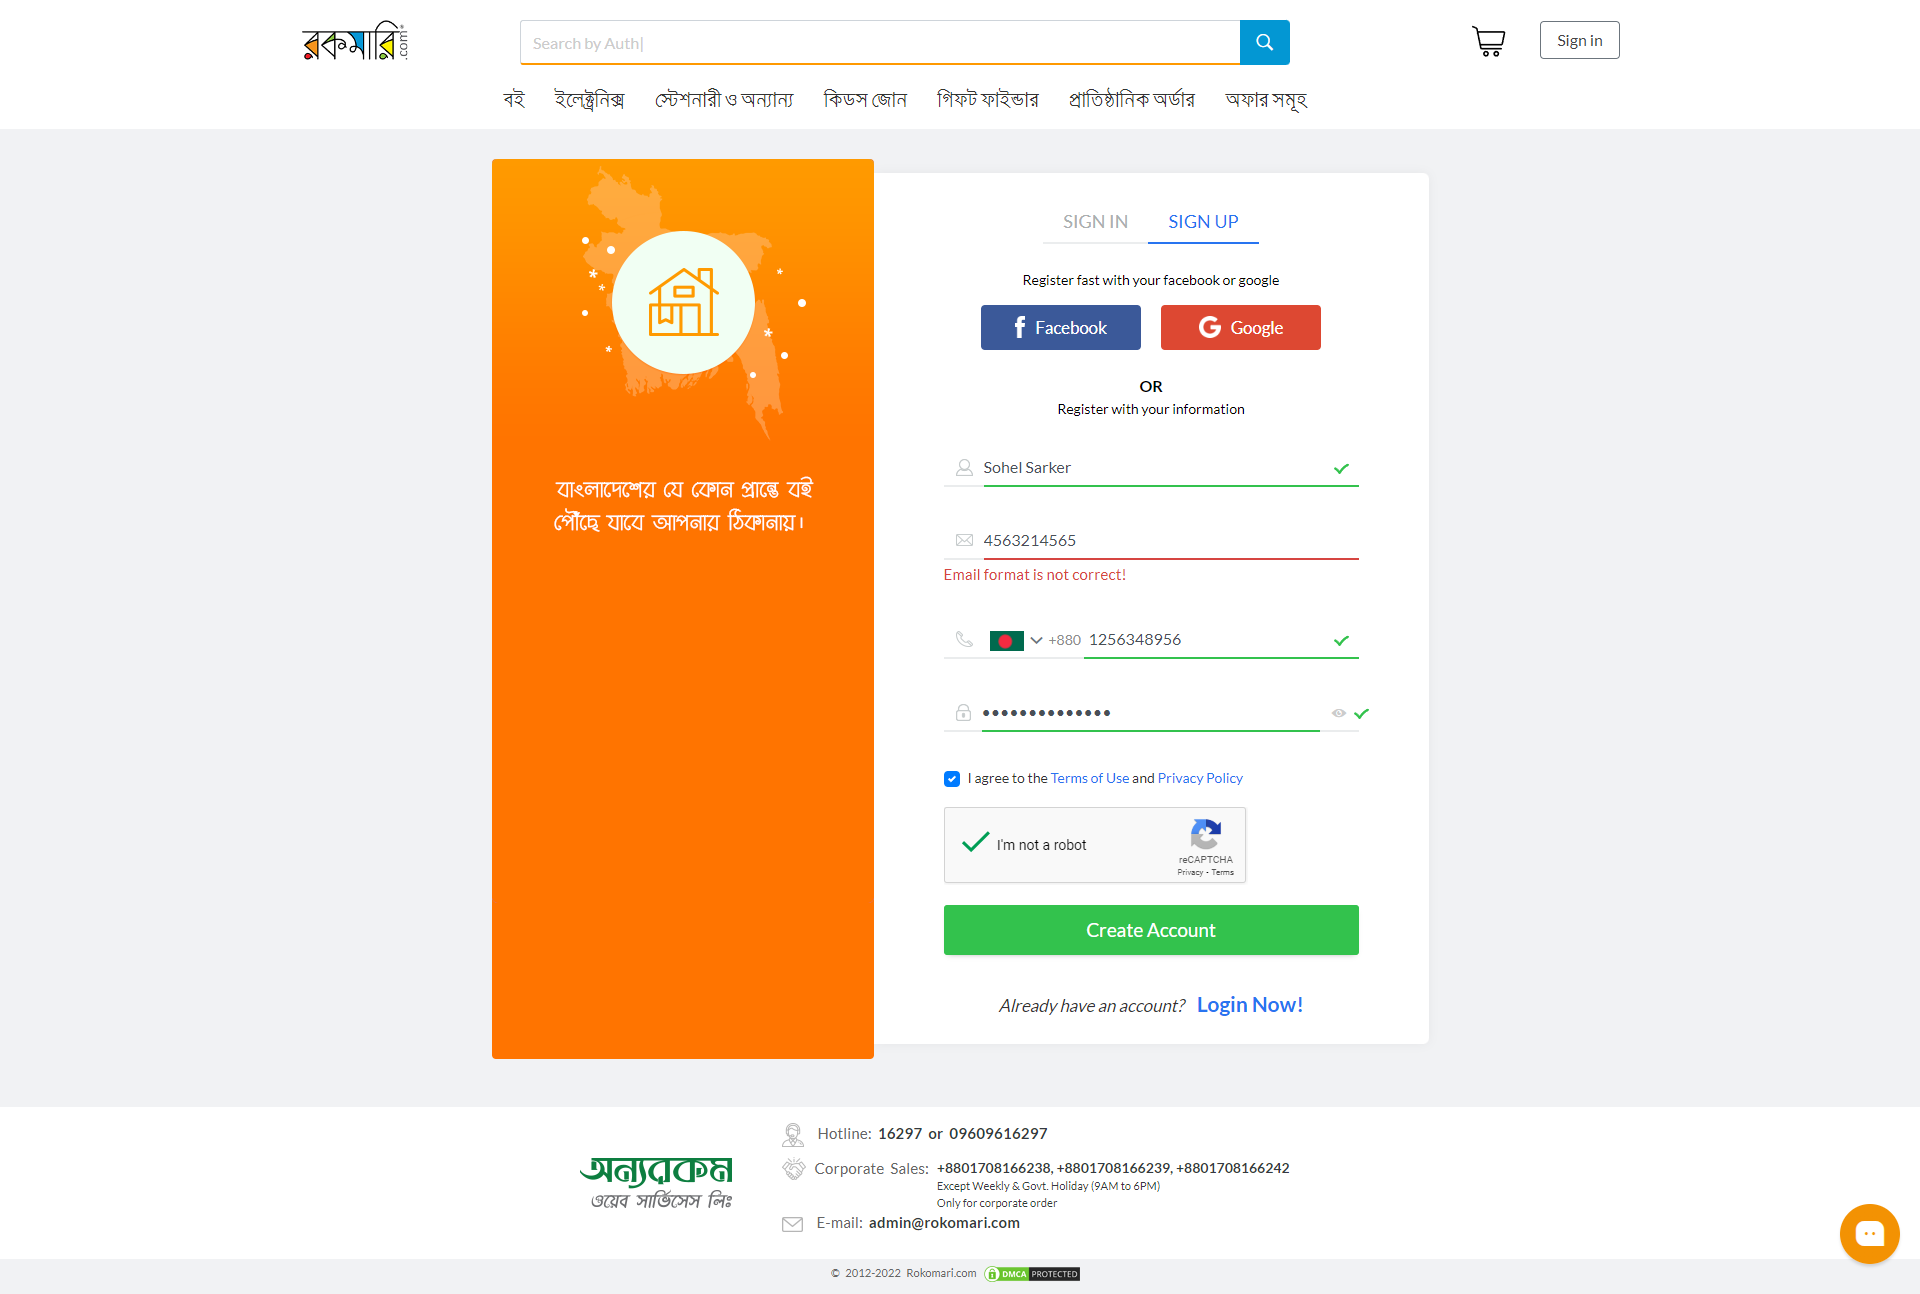 রকমারি.com
Search by Auth
Sign in
বই ইলেক্ট্রনিক্স স্টেশনারী ও অন্যান্য কিডস জোন গিফট ফাইন্ডার প্রাতিষ্ঠানিক অর্ডার অফার সমূহ
বাংলাদেশের যে কোন প্রান্তে বই
পৌঁছে যাবে আপনার ঠিকানায়।
SIGN IN SIGN UP
Register fast with your facebook or google
f Facebook G Google
OR
Register with your information
Sohel Sarker
4563214565
Email format is not correct!
+880 1256348956
••••••••••••••
I agree to the Terms of Use and Privacy Policy
I'm not a robot
reCAPTCHA
Privacy - Terms
Create Account
Already have an account? Login Now!
অন্যরকম
ওয়েব সার্ভিসেস লিঃ
Hotline: 16297 or 09609616297
Corporate Sales: +8801708166238, +8801708166239, +8801708166242
Except Weekly & Govt. Holiday (9AM to 6PM)
Only for corporate order
E-mail: admin@rokomari.com
© 2012-2022 Rokomari.com DMCA PROTECTED